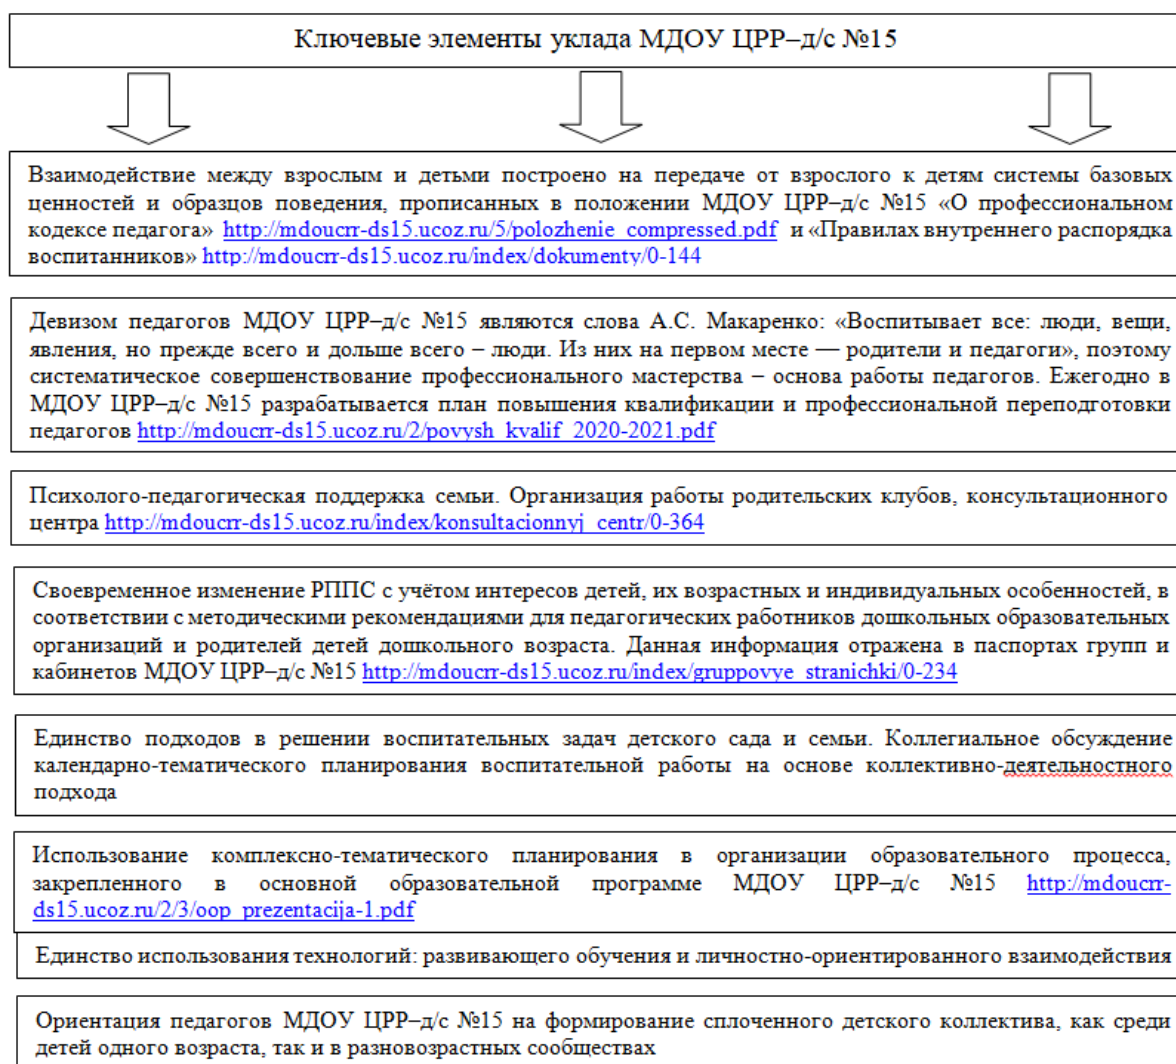 Ключевые элементы уклада МДОУ ЦРР–д/с №15
Взаимодействие между взрослым и детьми построено на передаче от взрослого к детям системы базовых
ценностей и образцов поведения, прописанных в положении МДОУ ЦРР–д/с №15 «О профессиональном
кодексе педагога» http://mdoucrr-ds15.ucoz.ru/5/polozhenie_compressed.pdf и «Правилах внутреннего распорядка
воспитанников» http://mdoucrr-ds15.ucoz.ru/index/dokumenty/0-144
Девизом педагогов МДОУ ЦРР–д/с №15 являются слова А.С. Макаренко: «Воспитывает все: люди, вещи,
явления, но прежде всего и дольше всего – люди. Из них на первом месте — родители и педагоги», поэтому
систематическое совершенствование профессионального мастерства – основа работы педагогов. Ежегодно в
МДОУ ЦРР–д/с №15 разрабатывается план повышения квалификации и профессиональной переподготовки
педагогов http://mdoucrr-ds15.ucoz.ru/2/povysh_kvalif_2020-2021.pdf
Психолого-педагогическая поддержка семьи. Организация работы родительских клубов, консультационного
центра http://mdoucrr-ds15.ucoz.ru/index/konsultacionnyj_centr/0-364
Своевременное изменение РППС с учётом интересов детей, их возрастных и индивидуальных особенностей, в
соответствии с методическими рекомендациями для педагогических работников дошкольных образовательных
организаций и родителей детей дошкольного возраста. Данная информация отражена в паспортах групп и
кабинетов МДОУ ЦРР–д/с №15 http://mdoucrr-ds15.ucoz.ru/index/gruppovye_stranichki/0-234
Единство подходов в решении воспитательных задач детского сада и семьи. Коллегиальное обсуждение
календарно-тематического планирования воспитательной работы на основе коллективно-деятельностного
подхода
Использование комплексно-тематического планирования в организации образовательного процесса,
закрепленного в основной образовательной программе МДОУ ЦРР–д/с №15 http://mdoucrr-
ds15.ucoz.ru/2/3/oop_prezentacija-1.pdf
Единство использования технологий: развивающего обучения и личностно-ориентированного взаимодействия
Ориентация педагогов МДОУ ЦРР–д/с №15 на формирование сплоченного детского коллектива, как среди
детей одного возраста, так и в разновозрастных сообществах